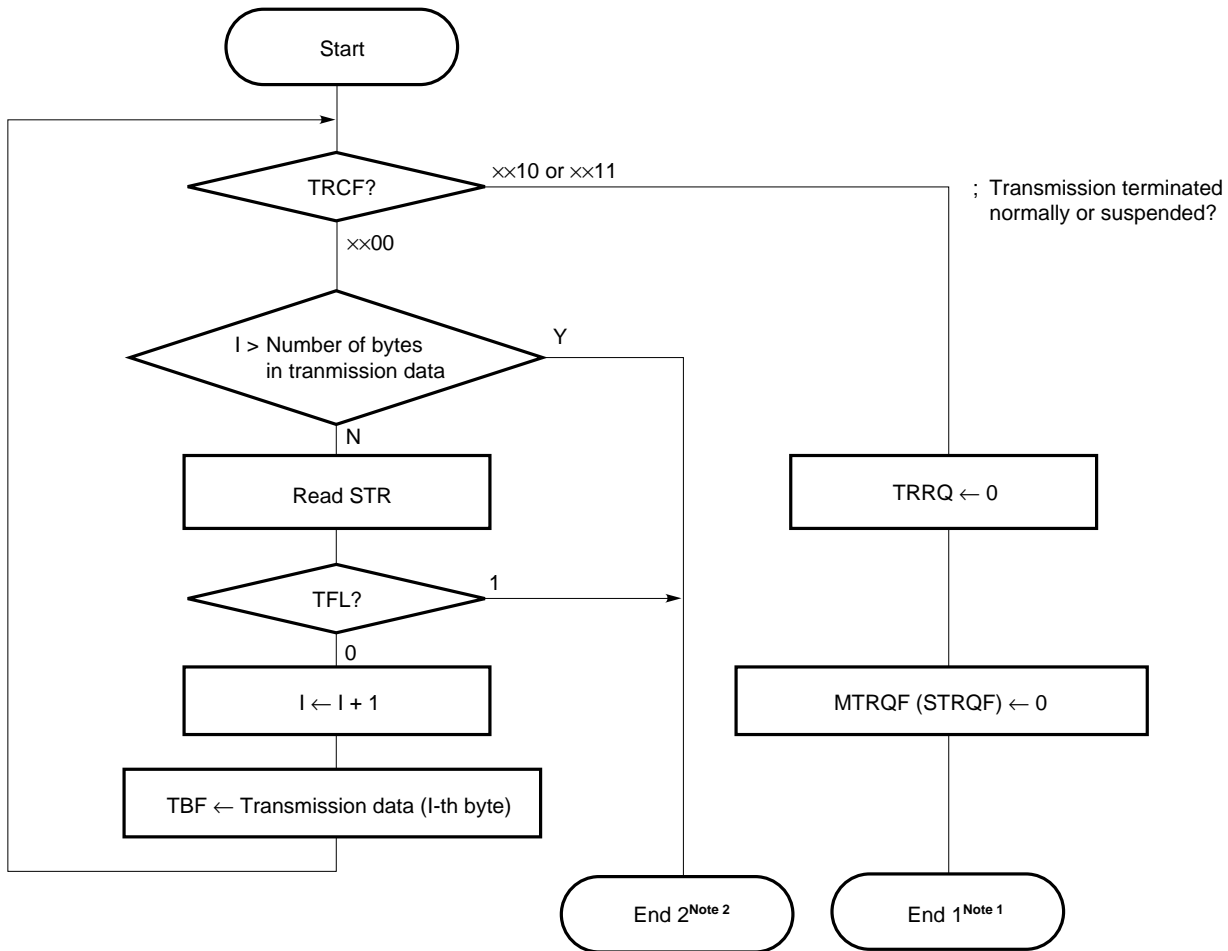 Start
TRCF?
××10 or ××11
; Transmission terminated
normally or suspended?
××00
I > Number of bytes
in tranmission data
Y
N
Read STR
TRRQ ← 0
TFL?
1
0
I ← I + 1
MTRQF (STRQF) ← 0
TBF ← Transmission data (I-th byte)
End 2Note 2
End 1Note 1